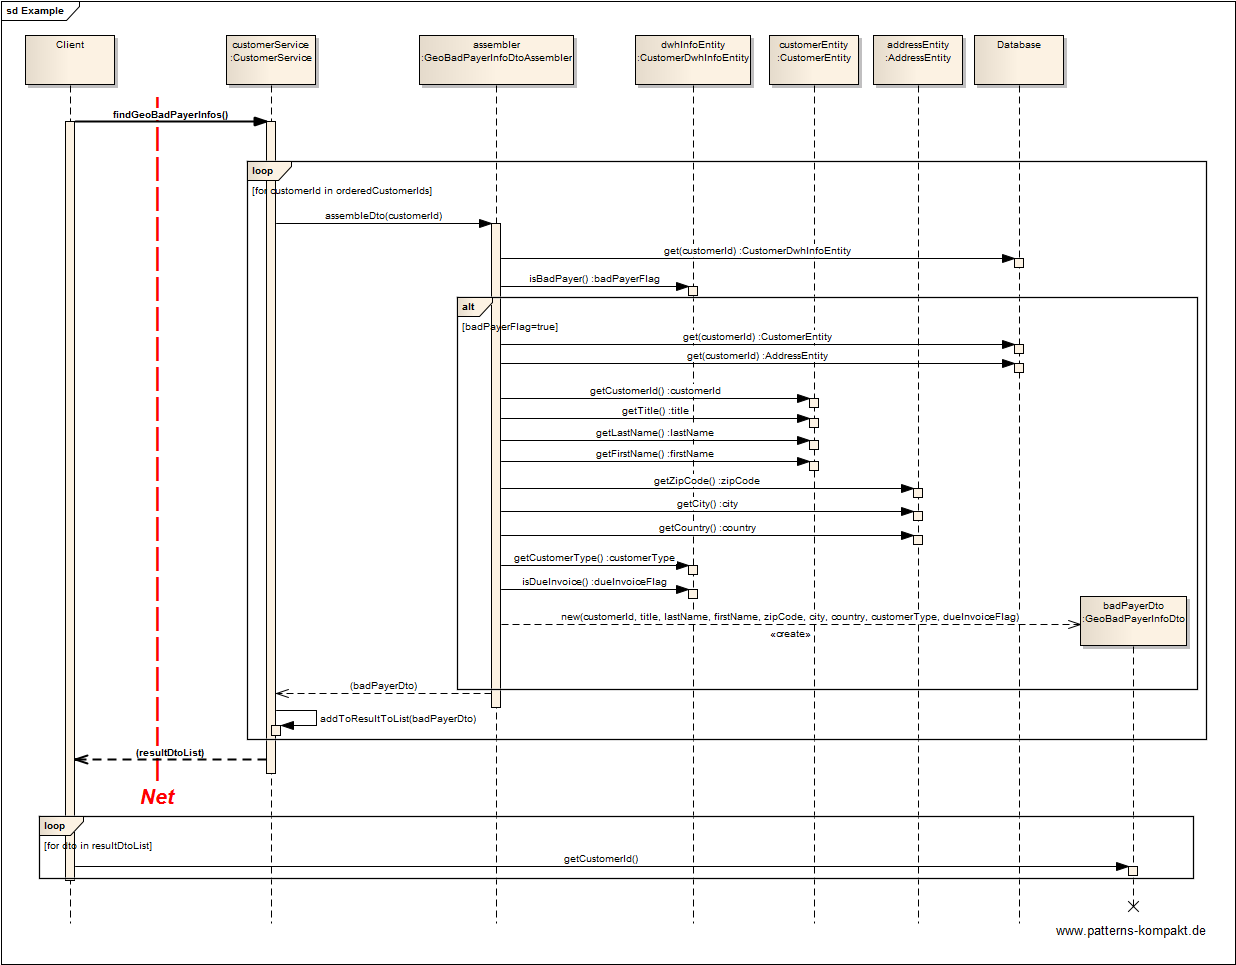 sd Example
Client
customerService
:CustomerService
assembler
:GeoBadPayerInfoDtoAssembler
dwhInfoEntity
:CustomerDwhInfoEntity
customerEntity
:CustomerEntity
addressEntity
:AddressEntity
Database
findGeoBadPayerInfos()
loop
[for customerId in orderedCustomerIds]
assembleDto(customerId)
get(customerId) :CustomerDwhInfoEntity
isBadPayer() :badPayerFlag
alt
[badPayerFlag=true]
get(customerId) :CustomerEntity
get(customerId) :AddressEntity
getCustomerId() :customerId
getTitle() :title
getLastName() :lastName
getFirstName() :firstName
getZipCode() :zipCode
getCity() :city
getCountry() :country
getCustomerType() :customerType
isDueInvoice() :dueInvoiceFlag
new(customerId, title, lastName, firstName, zipCode, city, country, customerType, dueInvoiceFlag)
«create»
badPayerDto
:GeoBadPayerInfoDto
(badPayerDto)
addToResultToList(badPayerDto)
(resultDtoList)
Net
loop
[for dto in resultDtoList]
getCustomerId()
www.patterns-kompakt.de